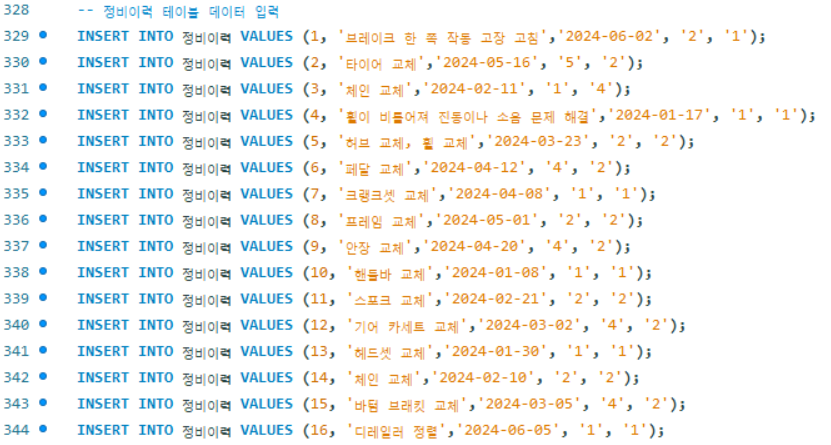 328 -- 정비이력 테이블 데이터 입력
329 INSERT INTO 정비이력 VALUES (1, '브레이크 한 쪽 작동 고장 고침','2024-06-02', '2', '1');
330 INSERT INTO 정비이력 VALUES (2, '타이어 교체','2024-05-16', '5', '2');
331 INSERT INTO 정비이력 VALUES (3, '체인 교체','2024-02-11', '1', '4');
332 INSERT INTO 정비이력 VALUES (4, '휠이 비틀어져 진동이나 소음 문제 해결','2024-01-17', '1', '1');
333 INSERT INTO 정비이력 VALUES (5, '허브 교체, 휠 교체','2024-03-23', '2', '2');
334 INSERT INTO 정비이력 VALUES (6, '페달 교체','2024-04-12', '4', '2');
335 INSERT INTO 정비이력 VALUES (7, '크랭크셋 교체','2024-04-08', '1', '1');
336 INSERT INTO 정비이력 VALUES (8, '프레임 교체','2024-05-01', '2', '2');
337 INSERT INTO 정비이력 VALUES (9, '안장 교체','2024-04-20', '4', '2');
338 INSERT INTO 정비이력 VALUES (10, '핸들바 교체','2024-01-08', '1', '1');
339 INSERT INTO 정비이력 VALUES (11, '스포크 교체','2024-02-21', '2', '2');
340 INSERT INTO 정비이력 VALUES (12, '기어 카세트 교체','2024-03-02', '4', '2');
341 INSERT INTO 정비이력 VALUES (13, '헤드셋 교체','2024-01-30', '1', '1');
342 INSERT INTO 정비이력 VALUES (14, '체인 교체','2024-02-10', '2', '2');
343 INSERT INTO 정비이력 VALUES (15, '바텀 브래킷 교체','2024-03-05', '4', '2');
344 INSERT INTO 정비이력 VALUES (16, '디레일러 정렬','2024-06-05', '1', '1');